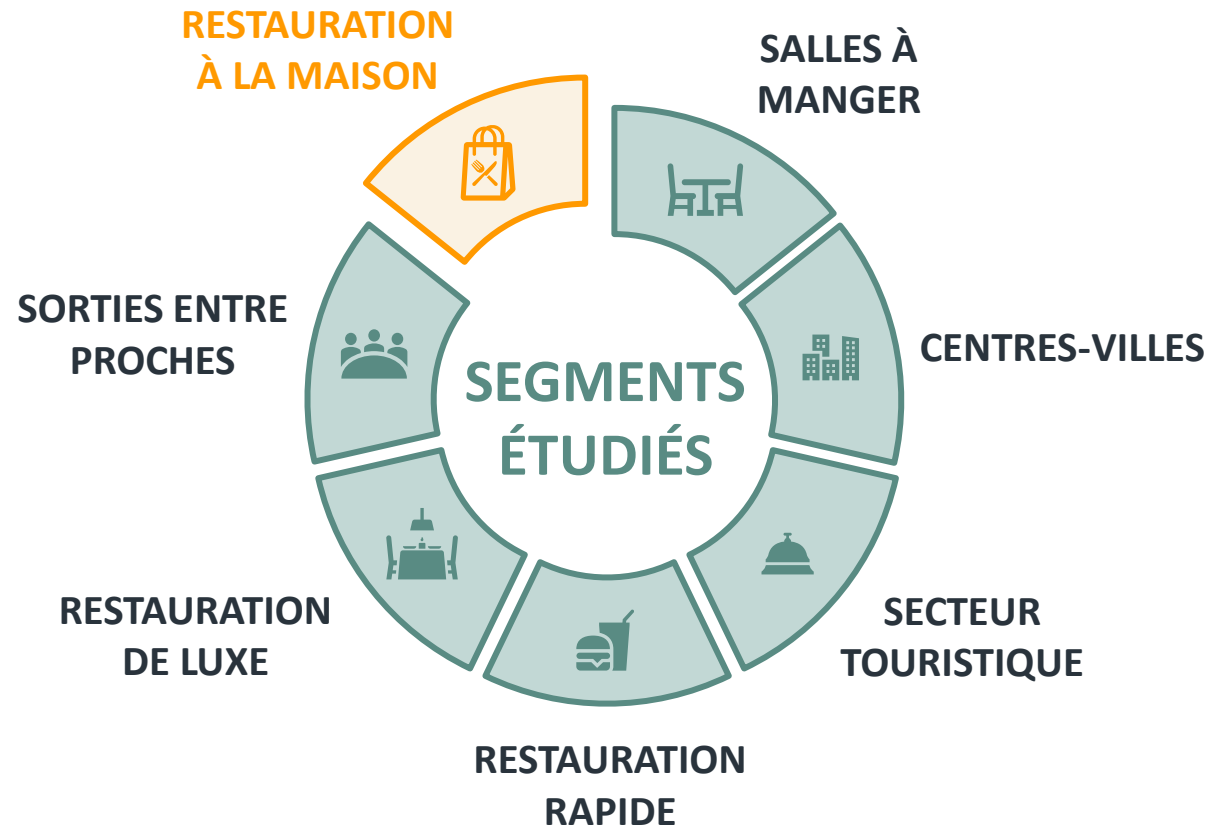 RESTAURATION
À LA MAISON
SALLES À
MANGER
CENTRES-VILLES
SECTEUR
TOURISTIQUE
RESTAURATION
RAPIDE
RESTAURATION
DE LUXE
SORTIES ENTRE
PROCHES
SEGMENTS
ÉTUDIÉS